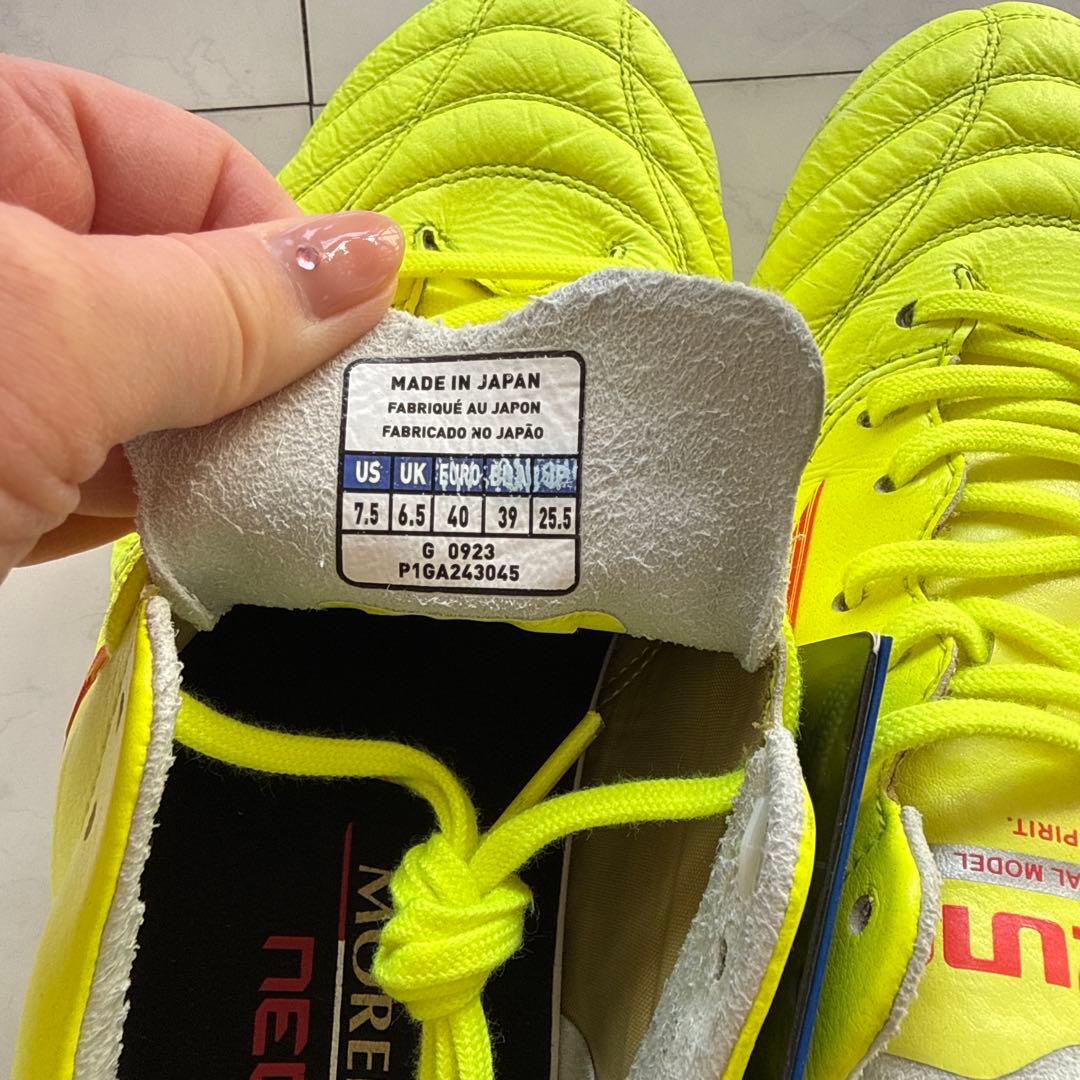 MADE IN JAPAN
FABRIQUÉ AU JAPON
FABRICADO NO JAPÃO
US UK EURO
7.5 6.5 40 39 25.5
G 0923
P1GA243045
PIRIT.
AL MODEL
MORE
neo